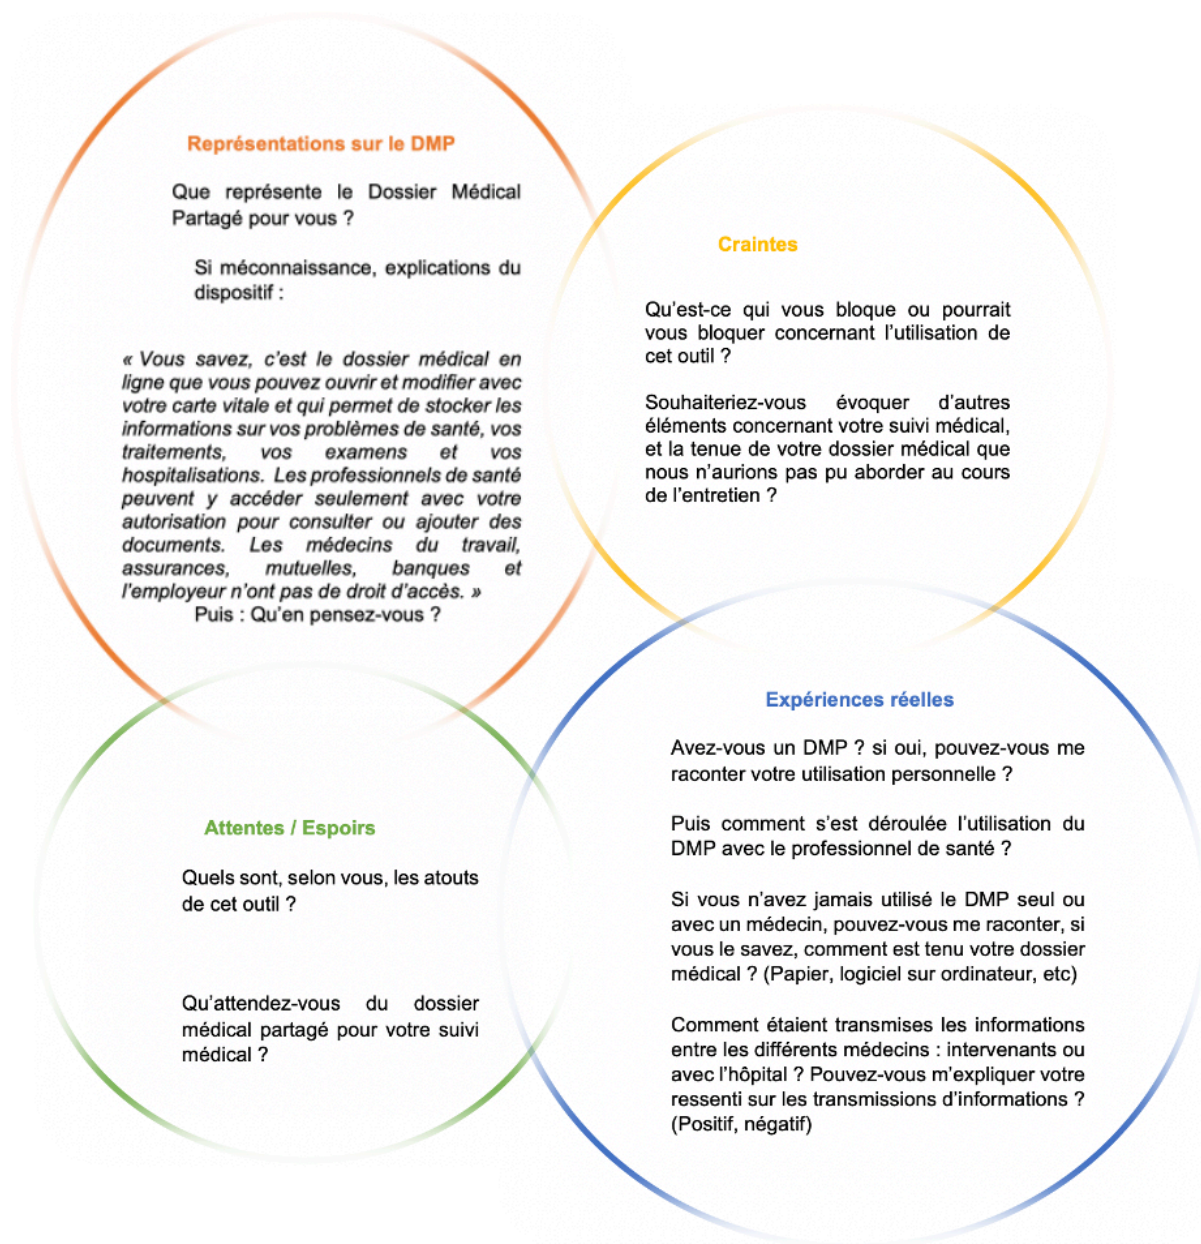 Représentations sur le DMP
Que représente le Dossier Médical
Partagé pour vous ?
Si méconnaissance, explications du
dispositif :
« Vous savez, c’est le dossier médical en
ligne que vous pouvez ouvrir et modifier avec
votre carte vitale et qui permet de stocker les
informations sur vos problèmes de santé, vos
traitements, vos examens et vos
hospitalisations. Les professionnels de santé
peuvent y accéder seulement avec votre
autorisation pour consulter ou ajouter des
documents. Les médecins du travail,
assurances, mutuelles, banques et
l’employeur n’ont pas de droit d’accès. »
Puis : Qu’en pensez-vous ?
Craintes
Qu’est-ce qui vous bloque ou pourrait
vous bloquer concernant l’utilisation de
cet outil ?
Souhaiteriez-vous évoquer d’autres
éléments concernant votre suivi médical,
et la tenue de votre dossier médical que
nous n’aurions pas pu aborder au cours
de l’entretien ?
Attentes / Espoirs
Quels sont, selon vous, les atouts
de cet outil ?
Qu’attendez-vous du dossier
médical partagé pour votre suivi
médical ?
Expériences réelles
Avez-vous un DMP ? si oui, pouvez-vous me
raconter votre utilisation personnelle ?
Puis comment s’est déroulée l’utilisation du
DMP avec le professionnel de santé ?
Si vous n’avez jamais utilisé le DMP seul ou
avec un médecin, pouvez-vous me raconter, si
vous le savez, comment est tenu votre dossier
médical ? (Papier, logiciel sur ordinateur, etc)
Comment étaient transmises les informations
entre les différents médecins : intervenants ou
avec l’hôpital ? Pouvez-vous m’expliquer votre
ressenti sur les transmissions d’informations ?
(Positif, négatif)